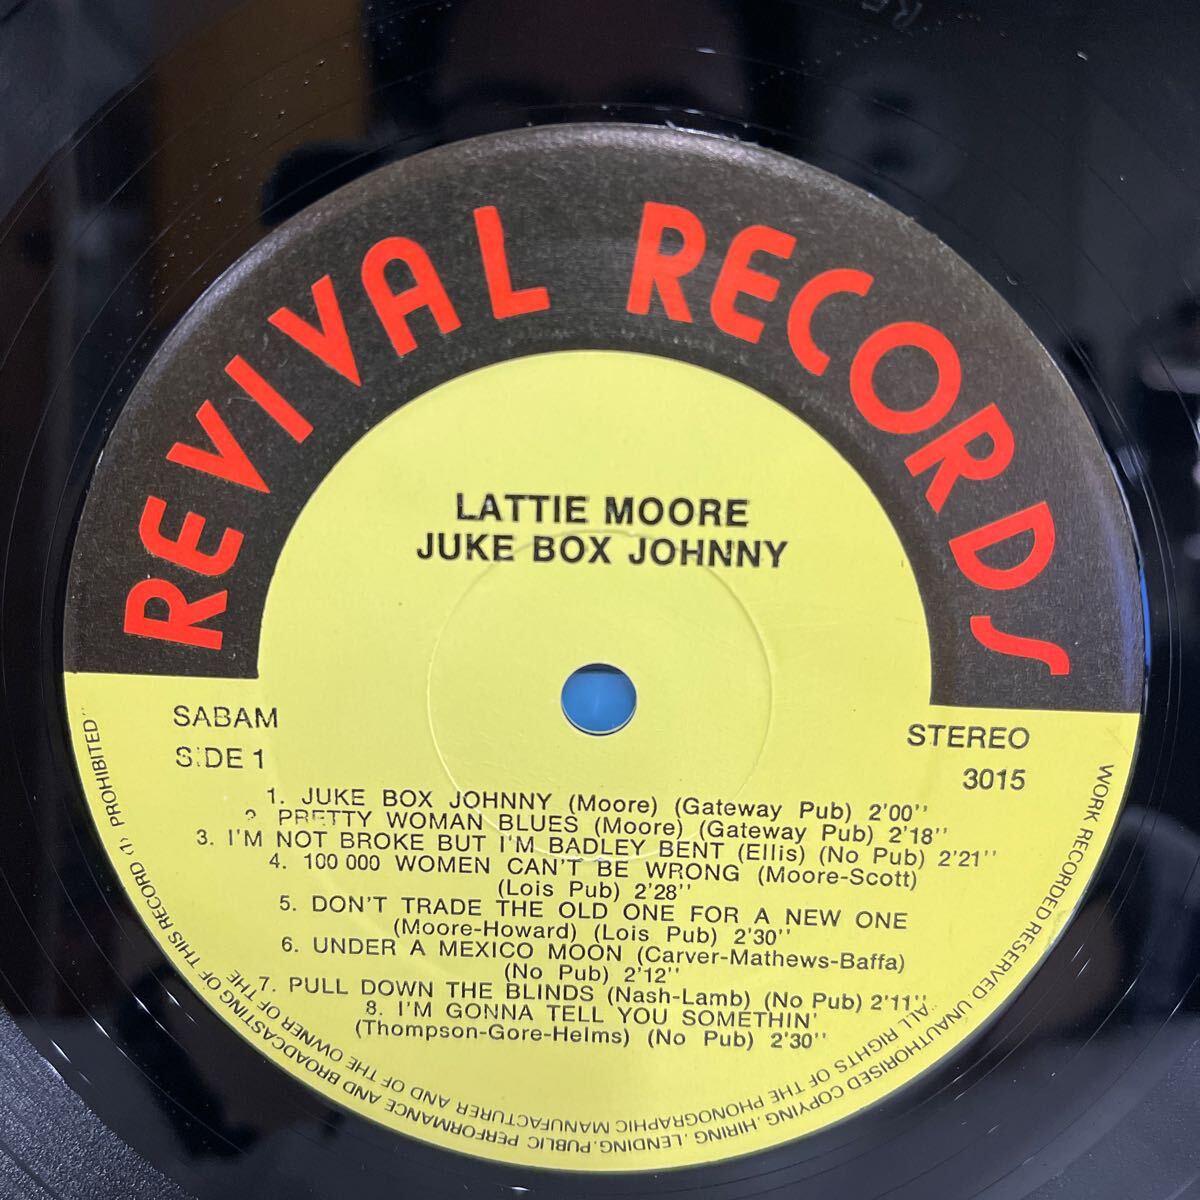 REVIVAL RECORDS
LATTIE MOORE
JUKE BOX JOHNNY
SABAM
SIDE 1
STEREO
3015
1. JUKE BOX JOHNNY (Moore) (Gateway Pub) 2'00''
2 PRETTY WOMAN BLUES (Moore) (Gateway Pub) 2'18''
3. I'M NOT BROKE BUT I'M BADLEY BENT (Ellis) (No Pub) 2'21''
4. 100 000 WOMEN CAN'T BE WRONG (Moore-Scott)
(Lois Pub) 2'28''
5. DON'T TRADE THE OLD ONE FOR A NEW ONE
(Moore-Howard) (Lois Pub) 2'30''
6. UNDER A MEXICO MOON (Carver-Mathews-Baffa)
(No Pub) 2'12''
7. PULL DOWN THE BLINDS (Nash-Lamb) (No Pub) 2'11''
8. I'M GONNA TELL YOU SOMETHIN'
(Thompson-Gore-Helms) (No Pub) 2'30''
"ALL RIGHTS OF THE PHONOGRAPHIC MANUFACTURER AND OF THE OWNER OF THE
WORK RECORDED RESERVED UNAUTHORISED COPYING, HIRING, LENDING, PUBLIC PERFORMANCE AND BROADCASTING OF THIS RECORD (1) PROHIBITED"